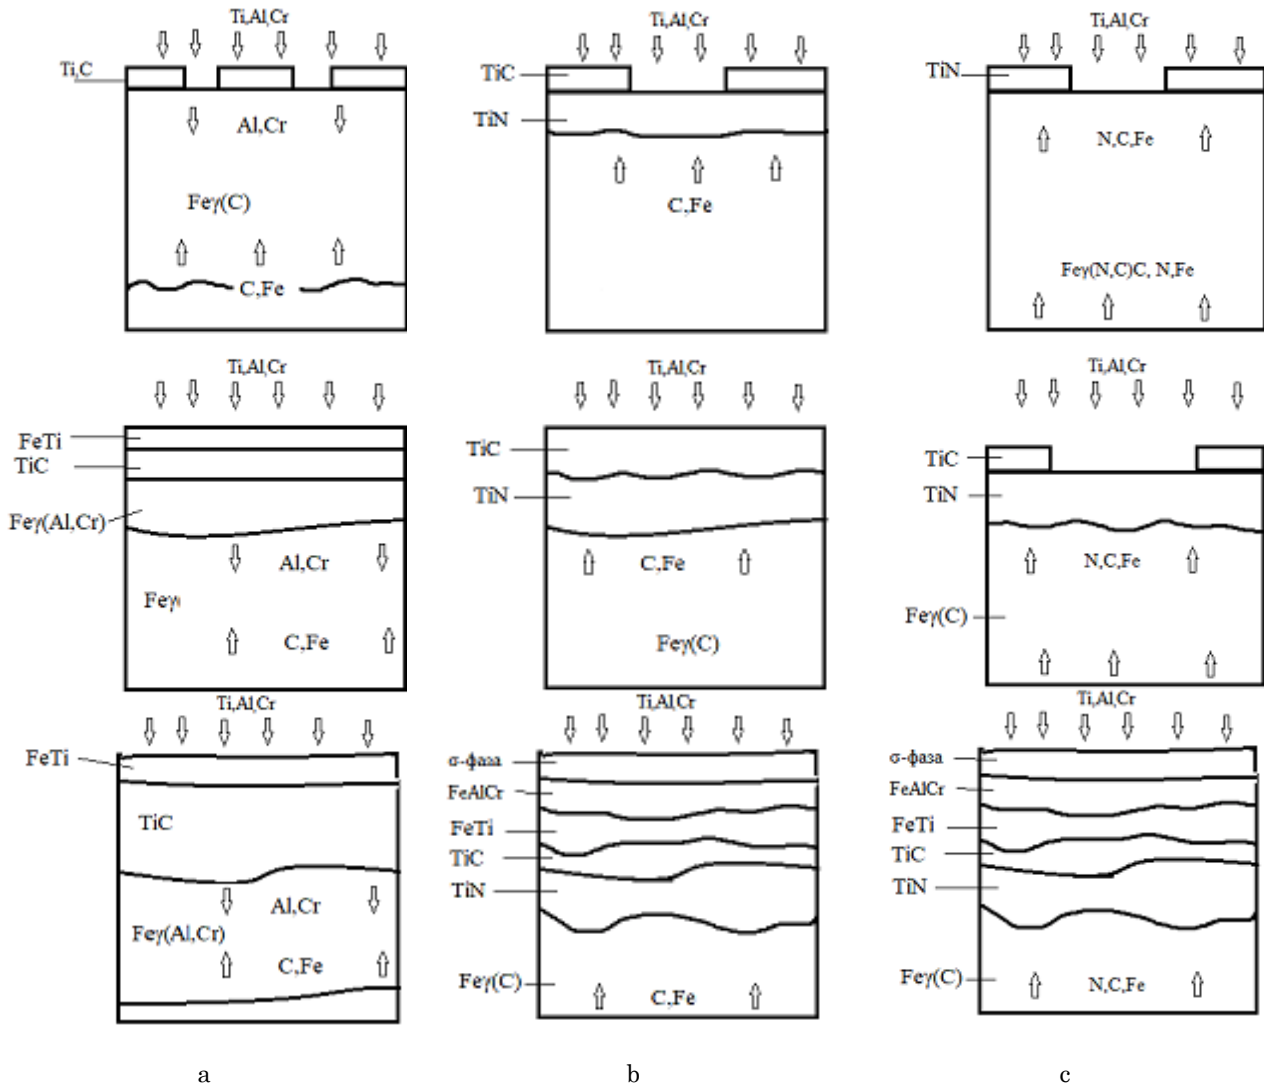 Ti,Al,Cr
Ti,C
Al,Cr
Feγ(C)
C,Fe
Ti,Al,Cr
TiC
TiN
C,Fe
Ti,Al,Cr
TiN
N,C,Fe
Feγ(N,C)C, N,Fe
Ti,Al,Cr
FeTi
TiC
Feγ(Al,Cr)
Al,Cr
Feγ
C,Fe
Ti,Al,Cr
TiC
TiN
C,Fe
Feγ(C)
Ti,Al,Cr
TiC
TiN
N,C,Fe
Feγ(C)
Ti,Al,Cr
FeTi
TiC
Al,Cr
Feγ(Al,Cr)
C,Fe
Ti,Al,Cr
σ-фаза
FeAlCr
FeTi
TiC
TiN
Feγ(C)
C,Fe
Ti,Al,Cr
σ-фаза
FeAlCr
FeTi
TiC
TiN
Feγ(C)
N,C,Fe
a
b
c